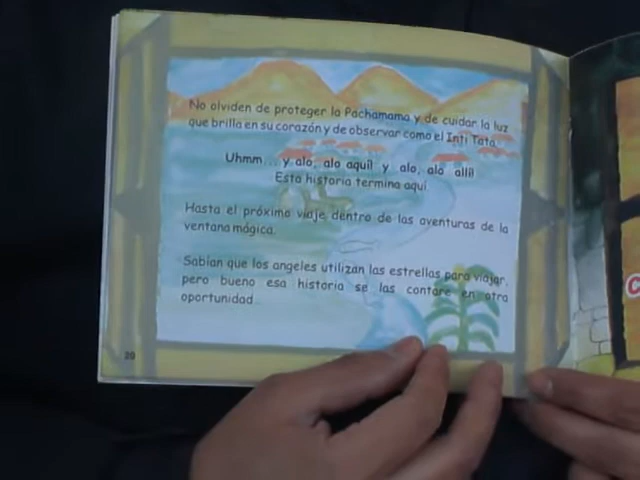 No olviden de proteger la Pachamama y de cuidar la luz
que brilla en su corazón y de observar como el Inti Tata.
Uhmm... y alo, alo aquí! y alo, alo allí!
Esta historia termina aquí.
Hasta el próximo viaje dentro de las aventuras de la
ventana mágica.
Sabían que los angeles utilizan las estrellas para viajar,
pero bueno esa historia se las contare en otra
oportunidad.
20